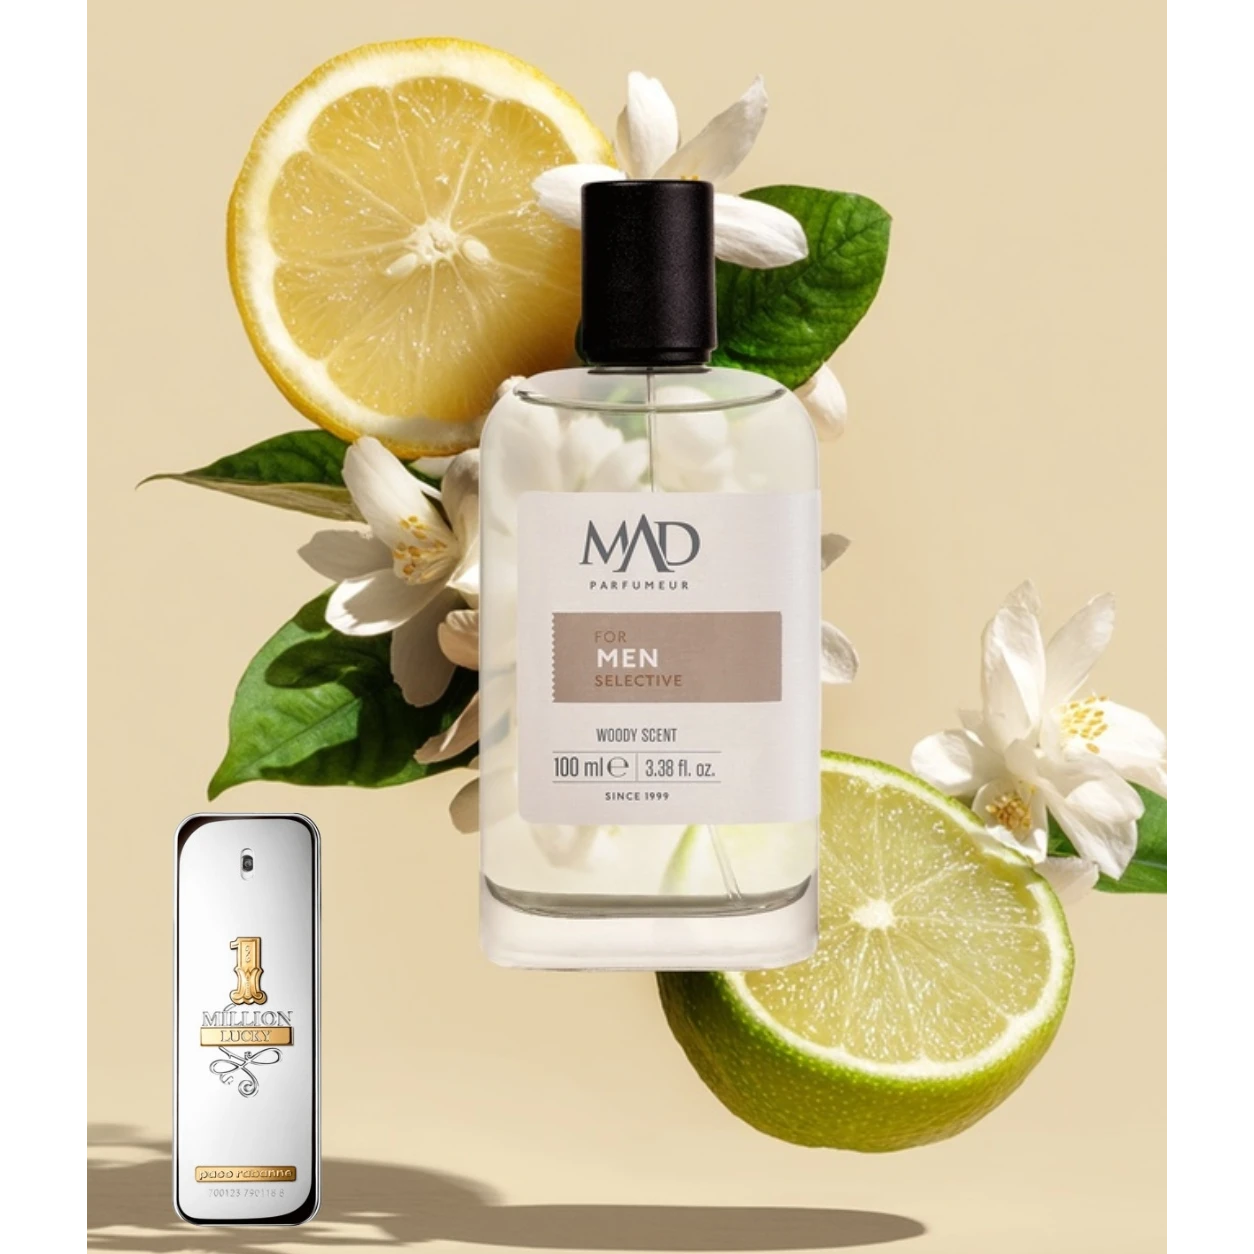 MAD
PARFUMEUR
FOR
MEN
SELECTIVE
WOODY SCENT
100 ml ℮ 3.38 fl. oz.
SINCE 1999
1
MILLION
LUCKY
paco rabanne